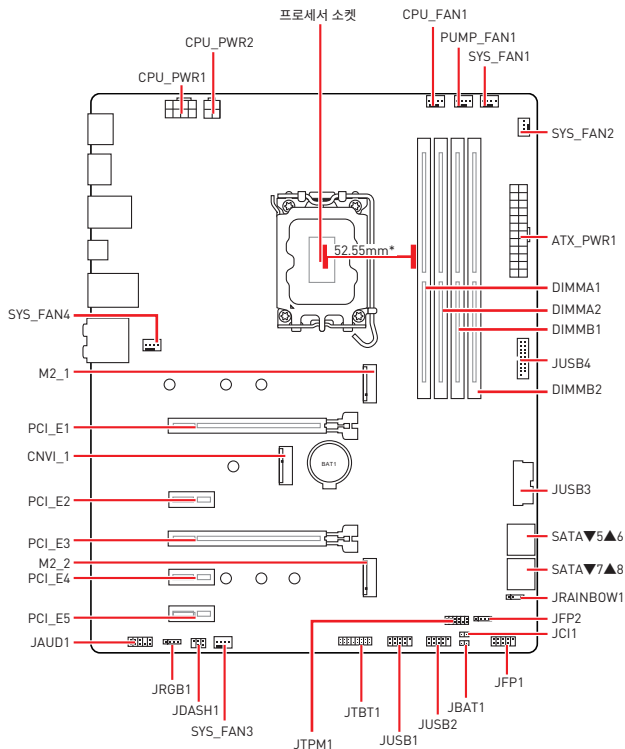 프로세서 소켓
CPU_FAN1
PUMP_FAN1
SYS_FAN1
CPU_PWR2
CPU_PWR1
SYS_FAN2
52.55mm*
ATX_PWR1
DIMMA1
DIMMA2
DIMMB1
SYS_FAN4
JUSB4
M2_1
DIMMB2
PCI_E1
CNVI_1
BAT1
PCI_E2
JUSB3
PCI_E3
SATA▼5▲6
M2_2
SATA▼7▲8
PCI_E4
JRAINBOW1
PCI_E5
JFP2
JAUD1
JCI1
JRGB1
JDASH1
SYS_FAN3
JTPM1
JTBT1
JUSB1
JUSB2
JBAT1
JFP1